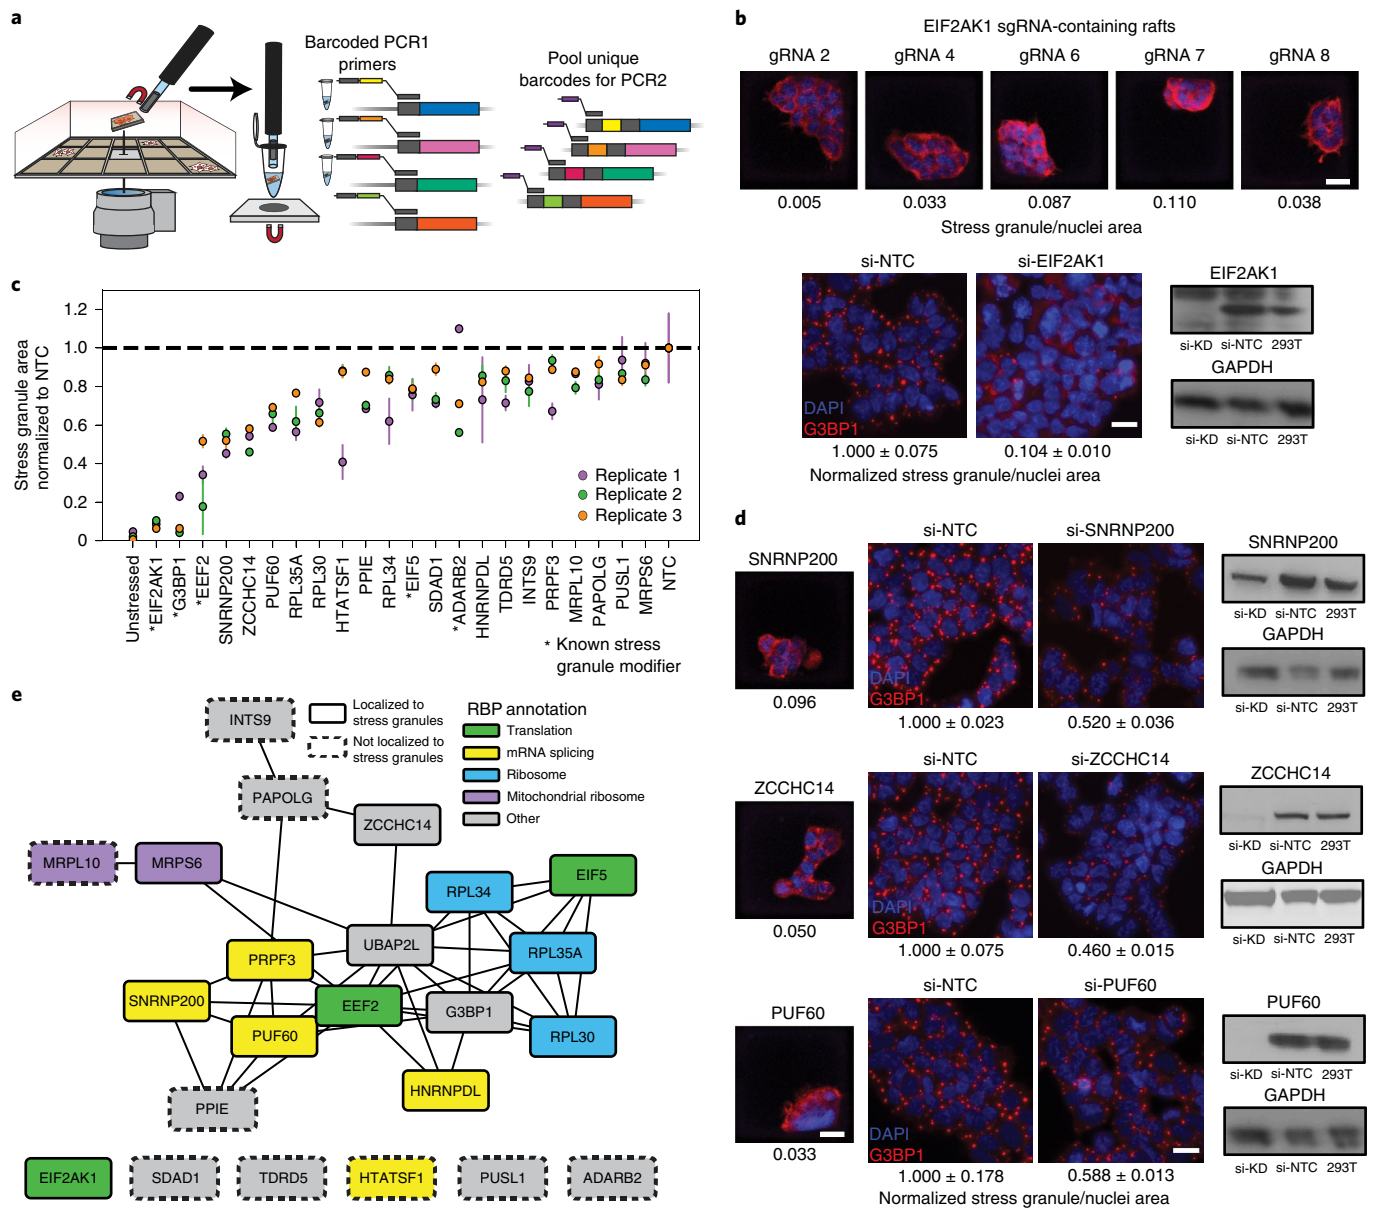 a
Barcoded PCR1
primers
Pool unique
barcodes for PCR2
b
EIF2AK1 sgRNA-containing rafts
gRNA 2
gRNA 4
gRNA 6
gRNA 7
gRNA 8
0.005
0.033
0.087
0.110
0.038
Stress granule/nuclei area
si-NTC
si-EIF2AK1
DAPI
G3BP1
1.000 ± 0.075
0.104 ± 0.010
Normalized stress granule/nuclei area
EIF2AK1
si-KD si-NTC 293T
GAPDH
si-KD si-NTC 293T
c
Stress granule area
normalized to NTC
1.2
1.0
0.8
0.6
0.4
0.2
0
Replicate 1
Replicate 2
Replicate 3
Unstressed
*EIF2AK1
*G3BP1
*EEF2
SNRNP200
ZCCHC14
PUF60
RPL35A
RPL30
HTATSF1
PPIE
RPL34
*EIF5
SDAD1
*ADARB2
HNRNPDL
TDRD5
INTS9
PRPF3
MRPL10
PAPOLG
PUSL1
MRPS6
NTC
* Known stress
granule modifier
d
SNRNP200
0.096
si-NTC
si-SNRNP200
DAPI
G3BP1
1.000 ± 0.023
0.520 ± 0.036
SNRNP200
si-KD si-NTC 293T
GAPDH
si-KD si-NTC 293T
ZCCHC14
0.050
si-NTC
si-ZCCHC14
DAPI
G3BP1
1.000 ± 0.075
0.460 ± 0.015
ZCCHC14
si-KD si-NTC 293T
GAPDH
si-KD si-NTC 293T
PUF60
0.033
si-NTC
si-PUF60
DAPI
G3BP1
1.000 ± 0.178
0.588 ± 0.013
Normalized stress granule/nuclei area
PUF60
si-KD si-NTC 293T
GAPDH
si-KD si-NTC 293T
e
Localized to
stress granules
Not localized to
stress granules
RBP annotation
Translation
mRNA splicing
Ribosome
Mitochondrial ribosome
Other
INTS9
PAPOLG
ZCCHC14
MRPL10
MRPS6
RPL34
EIF5
UBAP2L
RPL35A
PRPF3
SNRNP200
EEF2
G3BP1
PUF60
RPL30
HNRNPDL
PPIE
EIF2AK1
SDAD1
TDRD5
HTATSF1
PUSL1
ADARB2